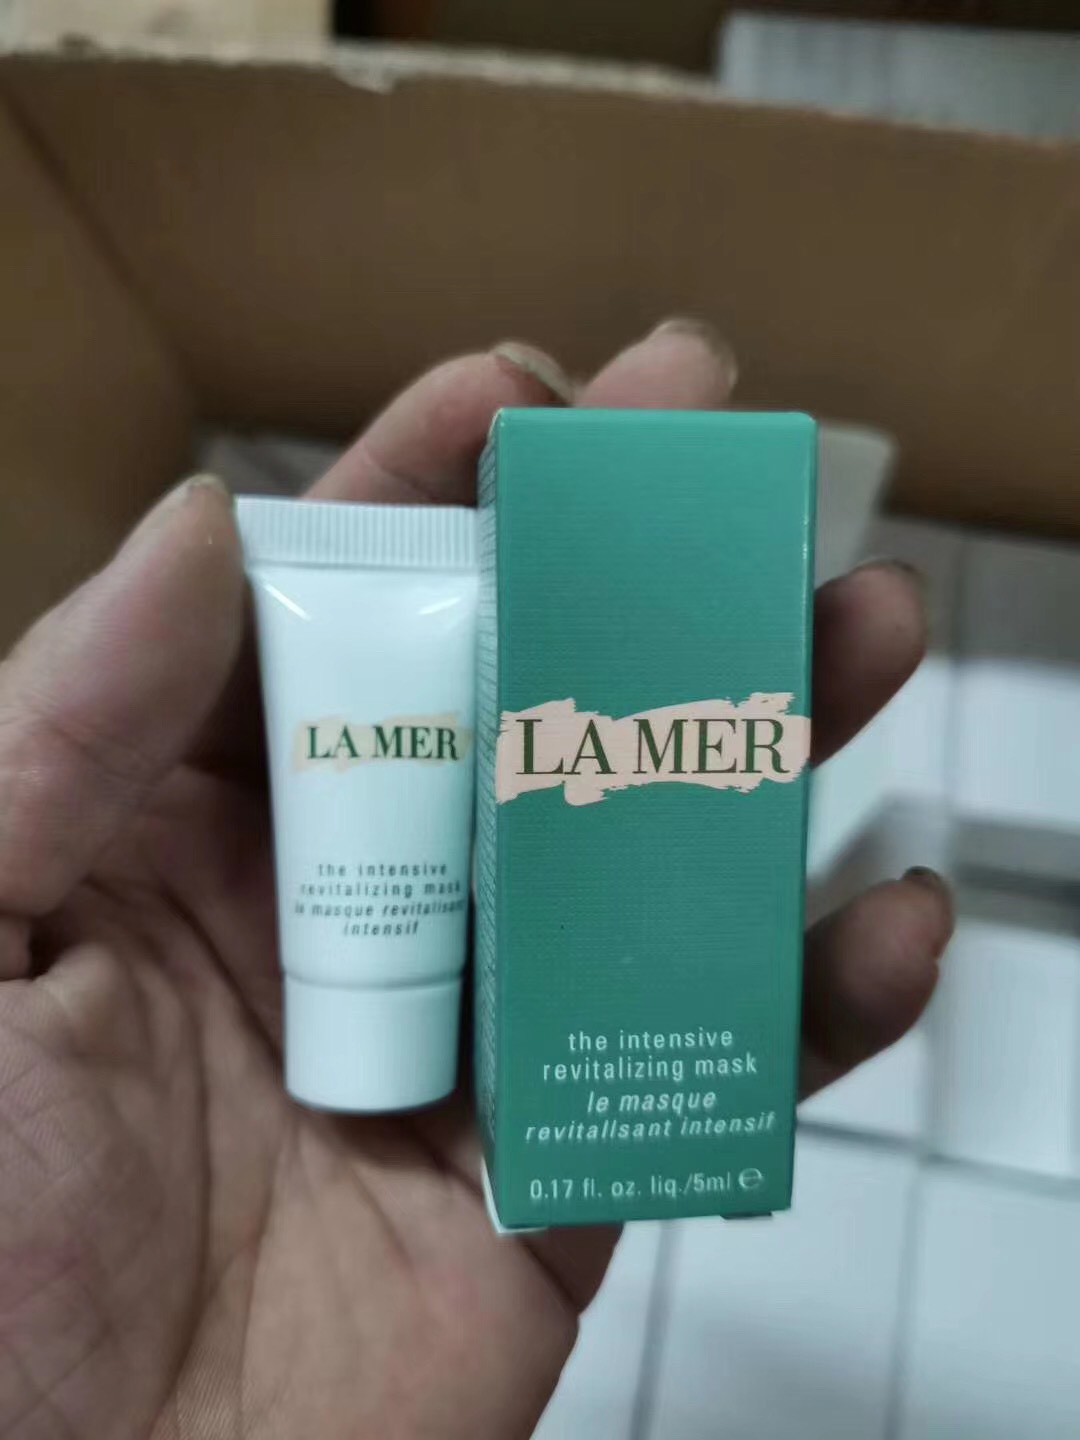 LA MER
the intensive
revitalizing mask
le masque revitalisant
intensif
LA MER
the intensive
revitalizing mask
le masque
revitalisant intensif
0.17 fl. oz. liq./5ml ℮